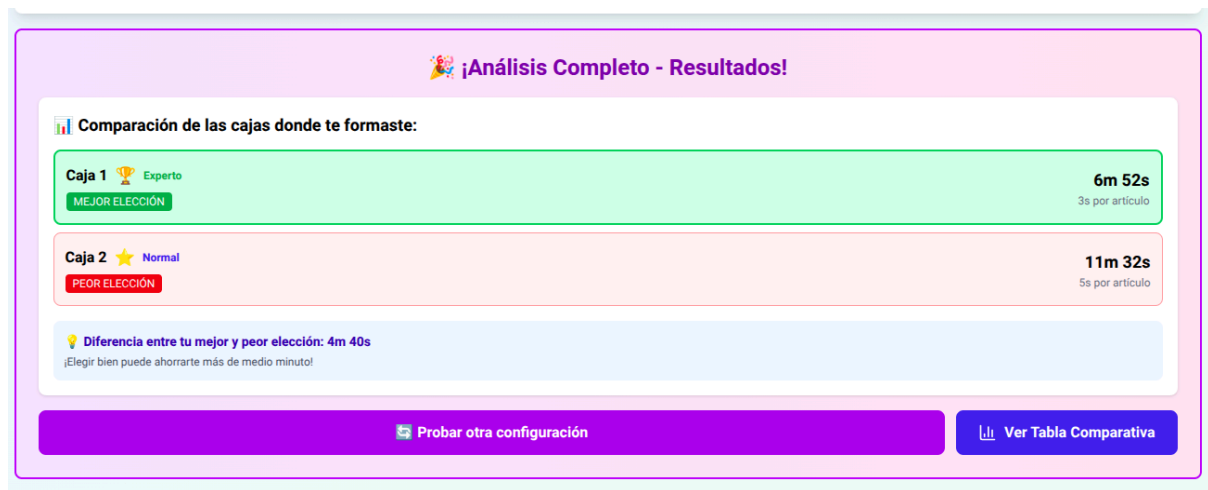 🎉 ¡Análisis Completo - Resultados!
📊 Comparación de las cajas donde te formaste:
Caja 1 🏆 Experto
6m 52s
MEJOR ELECCIÓN
3s por artículo
Caja 2 ⭐ Normal
11m 32s
PEOR ELECCIÓN
5s por artículo
💡 Diferencia entre tu mejor y peor elección: 4m 40s
¡Elegir bien puede ahorrarte más de medio minuto!
🔄 Probar otra configuración
Ver Tabla Comparativa